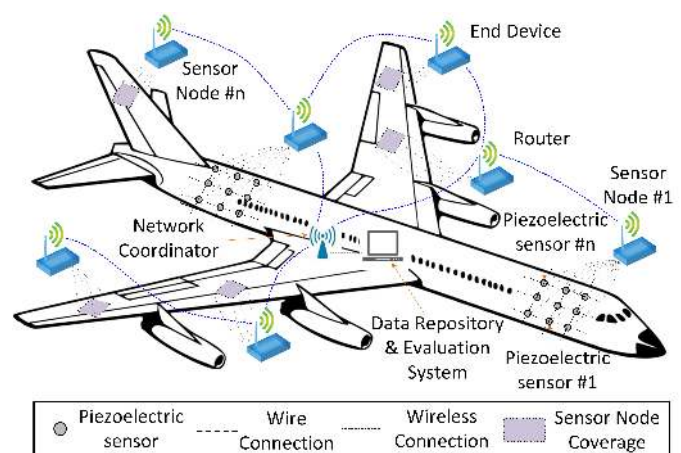 End Device
Sensor
Node #n
Router
Sensor
Node #1
Network
Coordinator
Piezoelectric
sensor #n
Data Repository
& Evaluation
System
Piezoelectric
sensor #1
Piezoelectric
sensor
Wire
Connection
Wireless
Connection
Sensor Node
Coverage